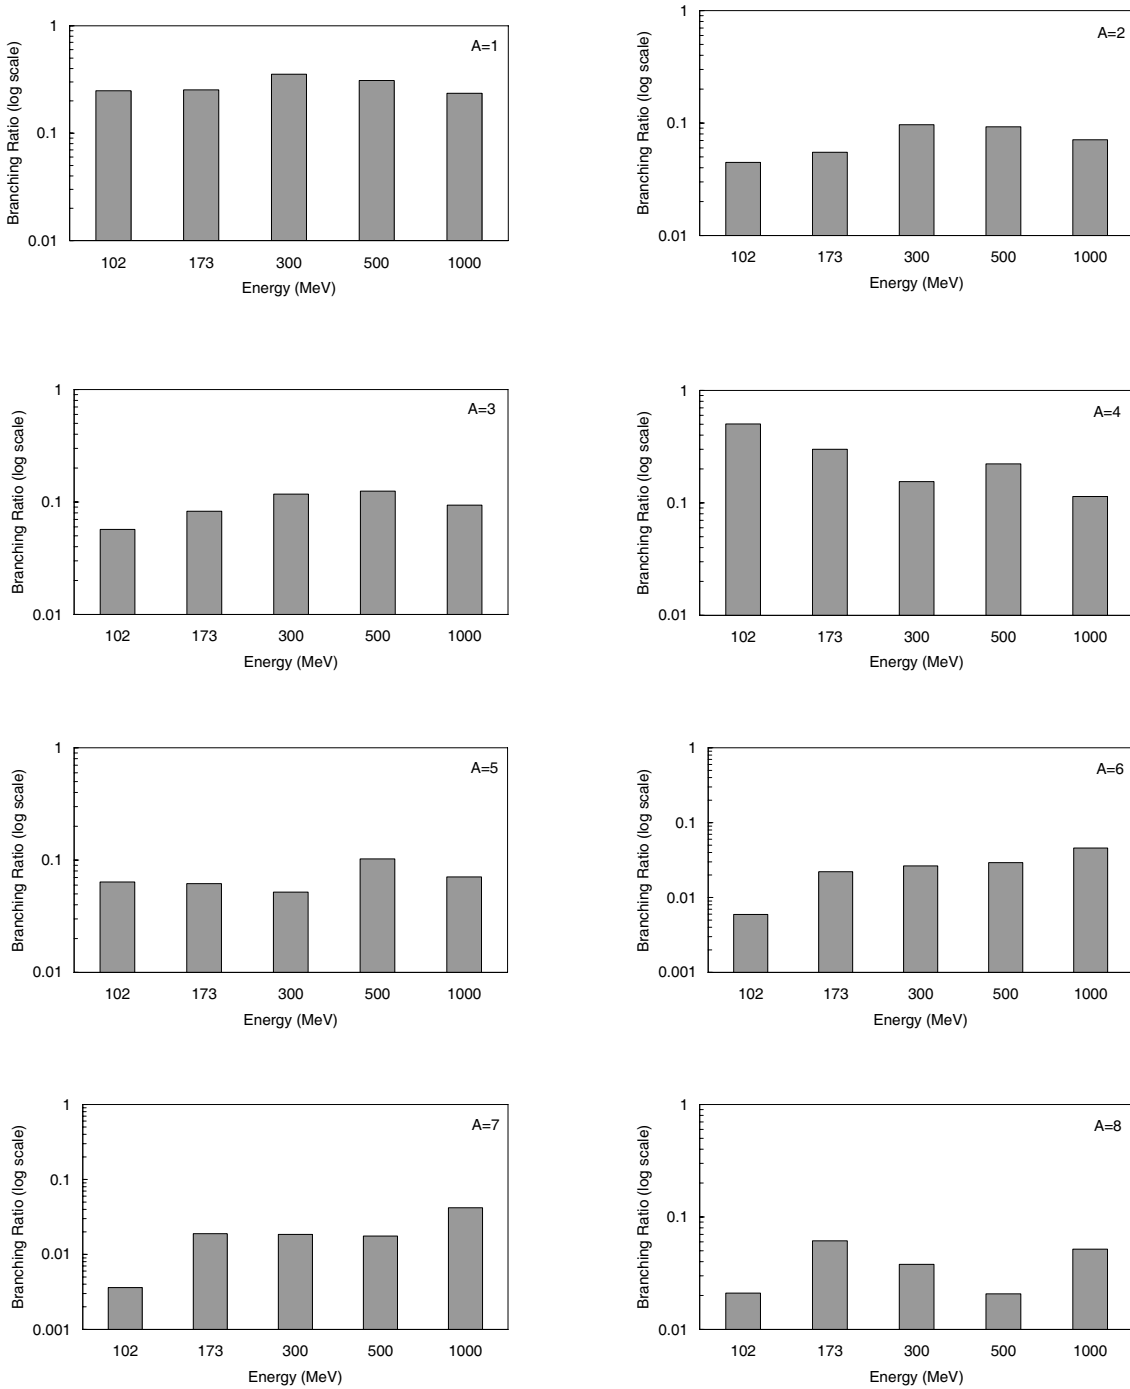 A=1
Branching Ratio (log scale)
1
0.1
0.01
102 173 300 500 1000
Energy (MeV)
A=2
Branching Ratio (log scale)
1
0.1
0.01
102 173 300 500 1000
Energy (MeV)
A=3
Branching Ratio (log scale)
1
0.1
0.01
102 173 300 500 1000
Energy (MeV)
A=4
Branching Ratio (log scale)
1
0.1
0.01
102 173 300 500 1000
Energy (MeV)
A=5
Branching Ratio (log scale)
1
0.1
0.01
102 173 300 500 1000
Energy (MeV)
A=6
Branching Ratio (log scale)
1
0.1
0.01
0.001
102 173 300 500 1000
Energy (MeV)
A=7
Branching Ratio (log scale)
1
0.1
0.01
0.001
102 173 300 500 1000
Energy (MeV)
A=8
Branching Ratio (log scale)
1
0.1
0.01
102 173 300 500 1000
Energy (MeV)